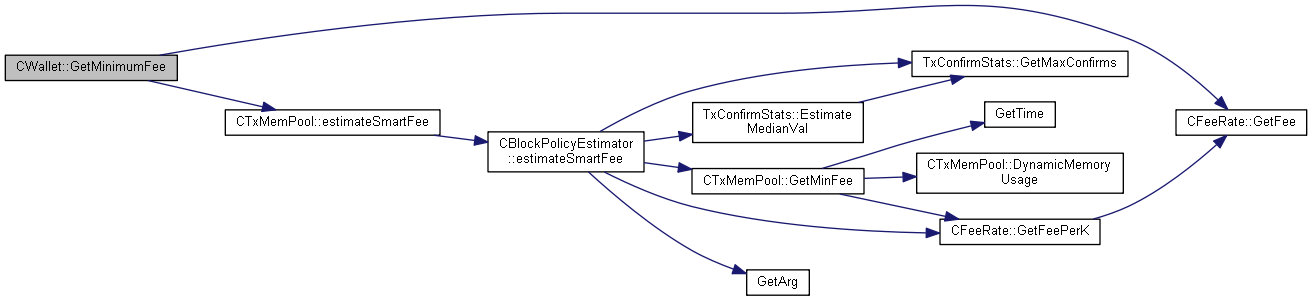 CWallet::GetMinimumFee
CTxMemPool::estimateSmartFee
CBlockPolicyEstimator
::estimateSmartFee
TxConfirmStats::GetMaxConfirms
TxConfirmStats::Estimate
MedianVal
GetTime
CTxMemPool::GetMinFee
CTxMemPool::DynamicMemory
Usage
CFeeRate::GetFeePerK
GetArg
CFeeRate::GetFee